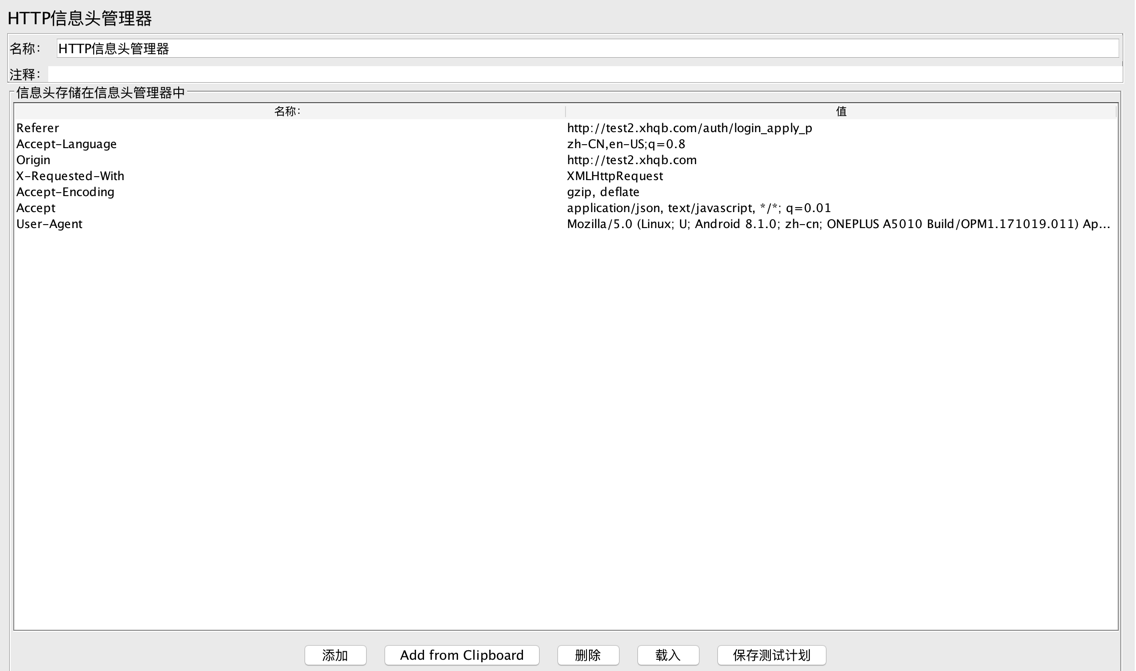 HTTP信息头管理器
名称： HTTP信息头管理器
注释：
信息头存储在信息头管理器中
名称: 值
Referer http://test2.xhqb.com/auth/login_apply_p
Accept-Language zh-CN,en-US;q=0.8
Origin http://test2.xhqb.com
X-Requested-With XMLHttpRequest
Accept-Encoding gzip, deflate
Accept application/json, text/javascript, */*; q=0.01
User-Agent Mozilla/5.0 (Linux; U; Android 8.1.0; zh-cn; ONEPLUS A5010 Build/OPM1.171019.011) Ap...
添加 Add from Clipboard 删除 载入 保存测试计划